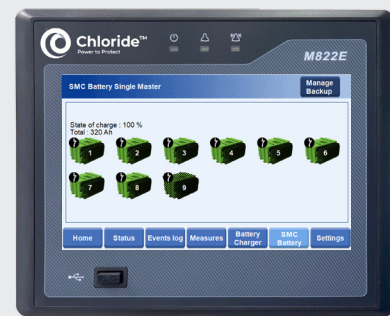 Chloride™
Power to Protect
M822E
SMC Battery Single Master
Manage
Backup
State of charge : 100 %
Total : 320 Ah
1 2 3 4 5 6
7 8 9
Home Status Events log Measures Battery Charger SMC Battery Settings